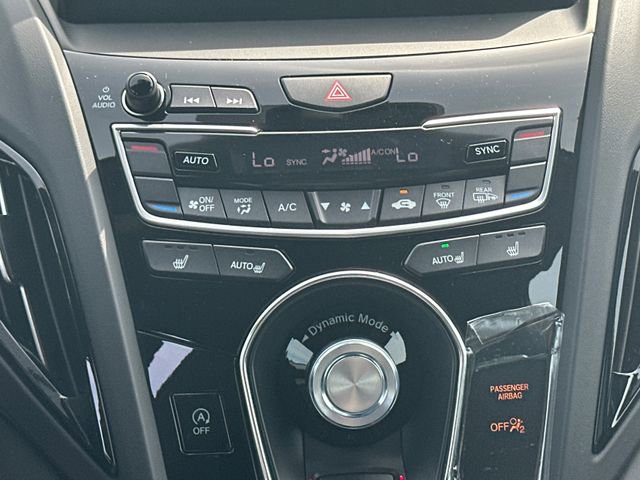 VOL
AUDIO
AUTO
Lo SYNC A/C ON Lo
SYNC
ON/
OFF
MODE
A/C
FRONT
REAR
AUTO
AUTO
Dynamic Mode
A
OFF
PASSENGER
AIRBAG
OFF 2